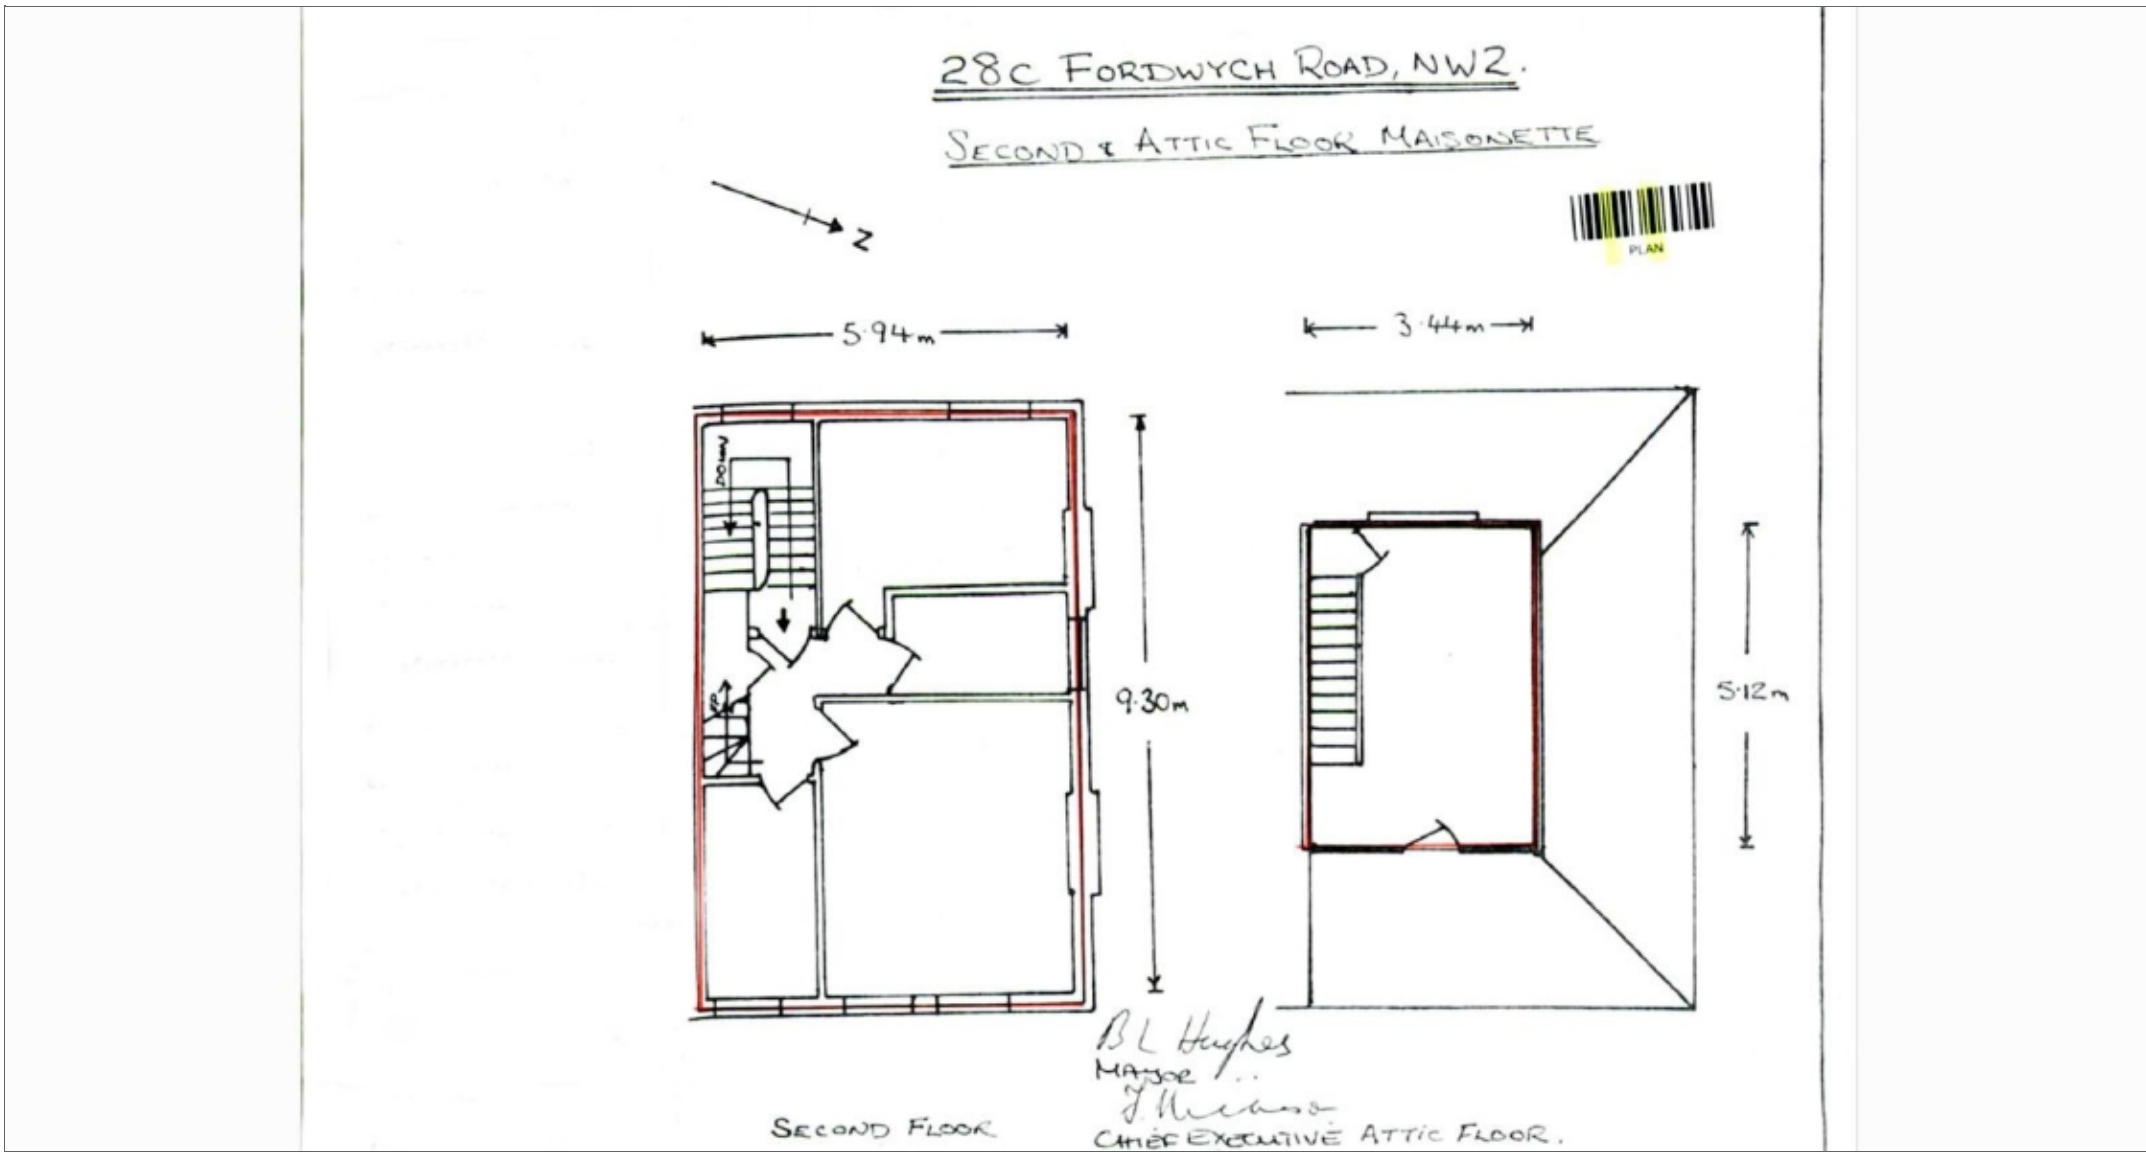 28C FORDWYCH ROAD, NW2.
SECOND & ATTIC FLOOR MAISONETTE
N
PLAN
5.94m
3.44m
DOWN
UP
9.30m
5.12m
B L Hughes
MAYOR
CHIEF EXECUTIVE
SECOND FLOOR
ATTIC FLOOR.